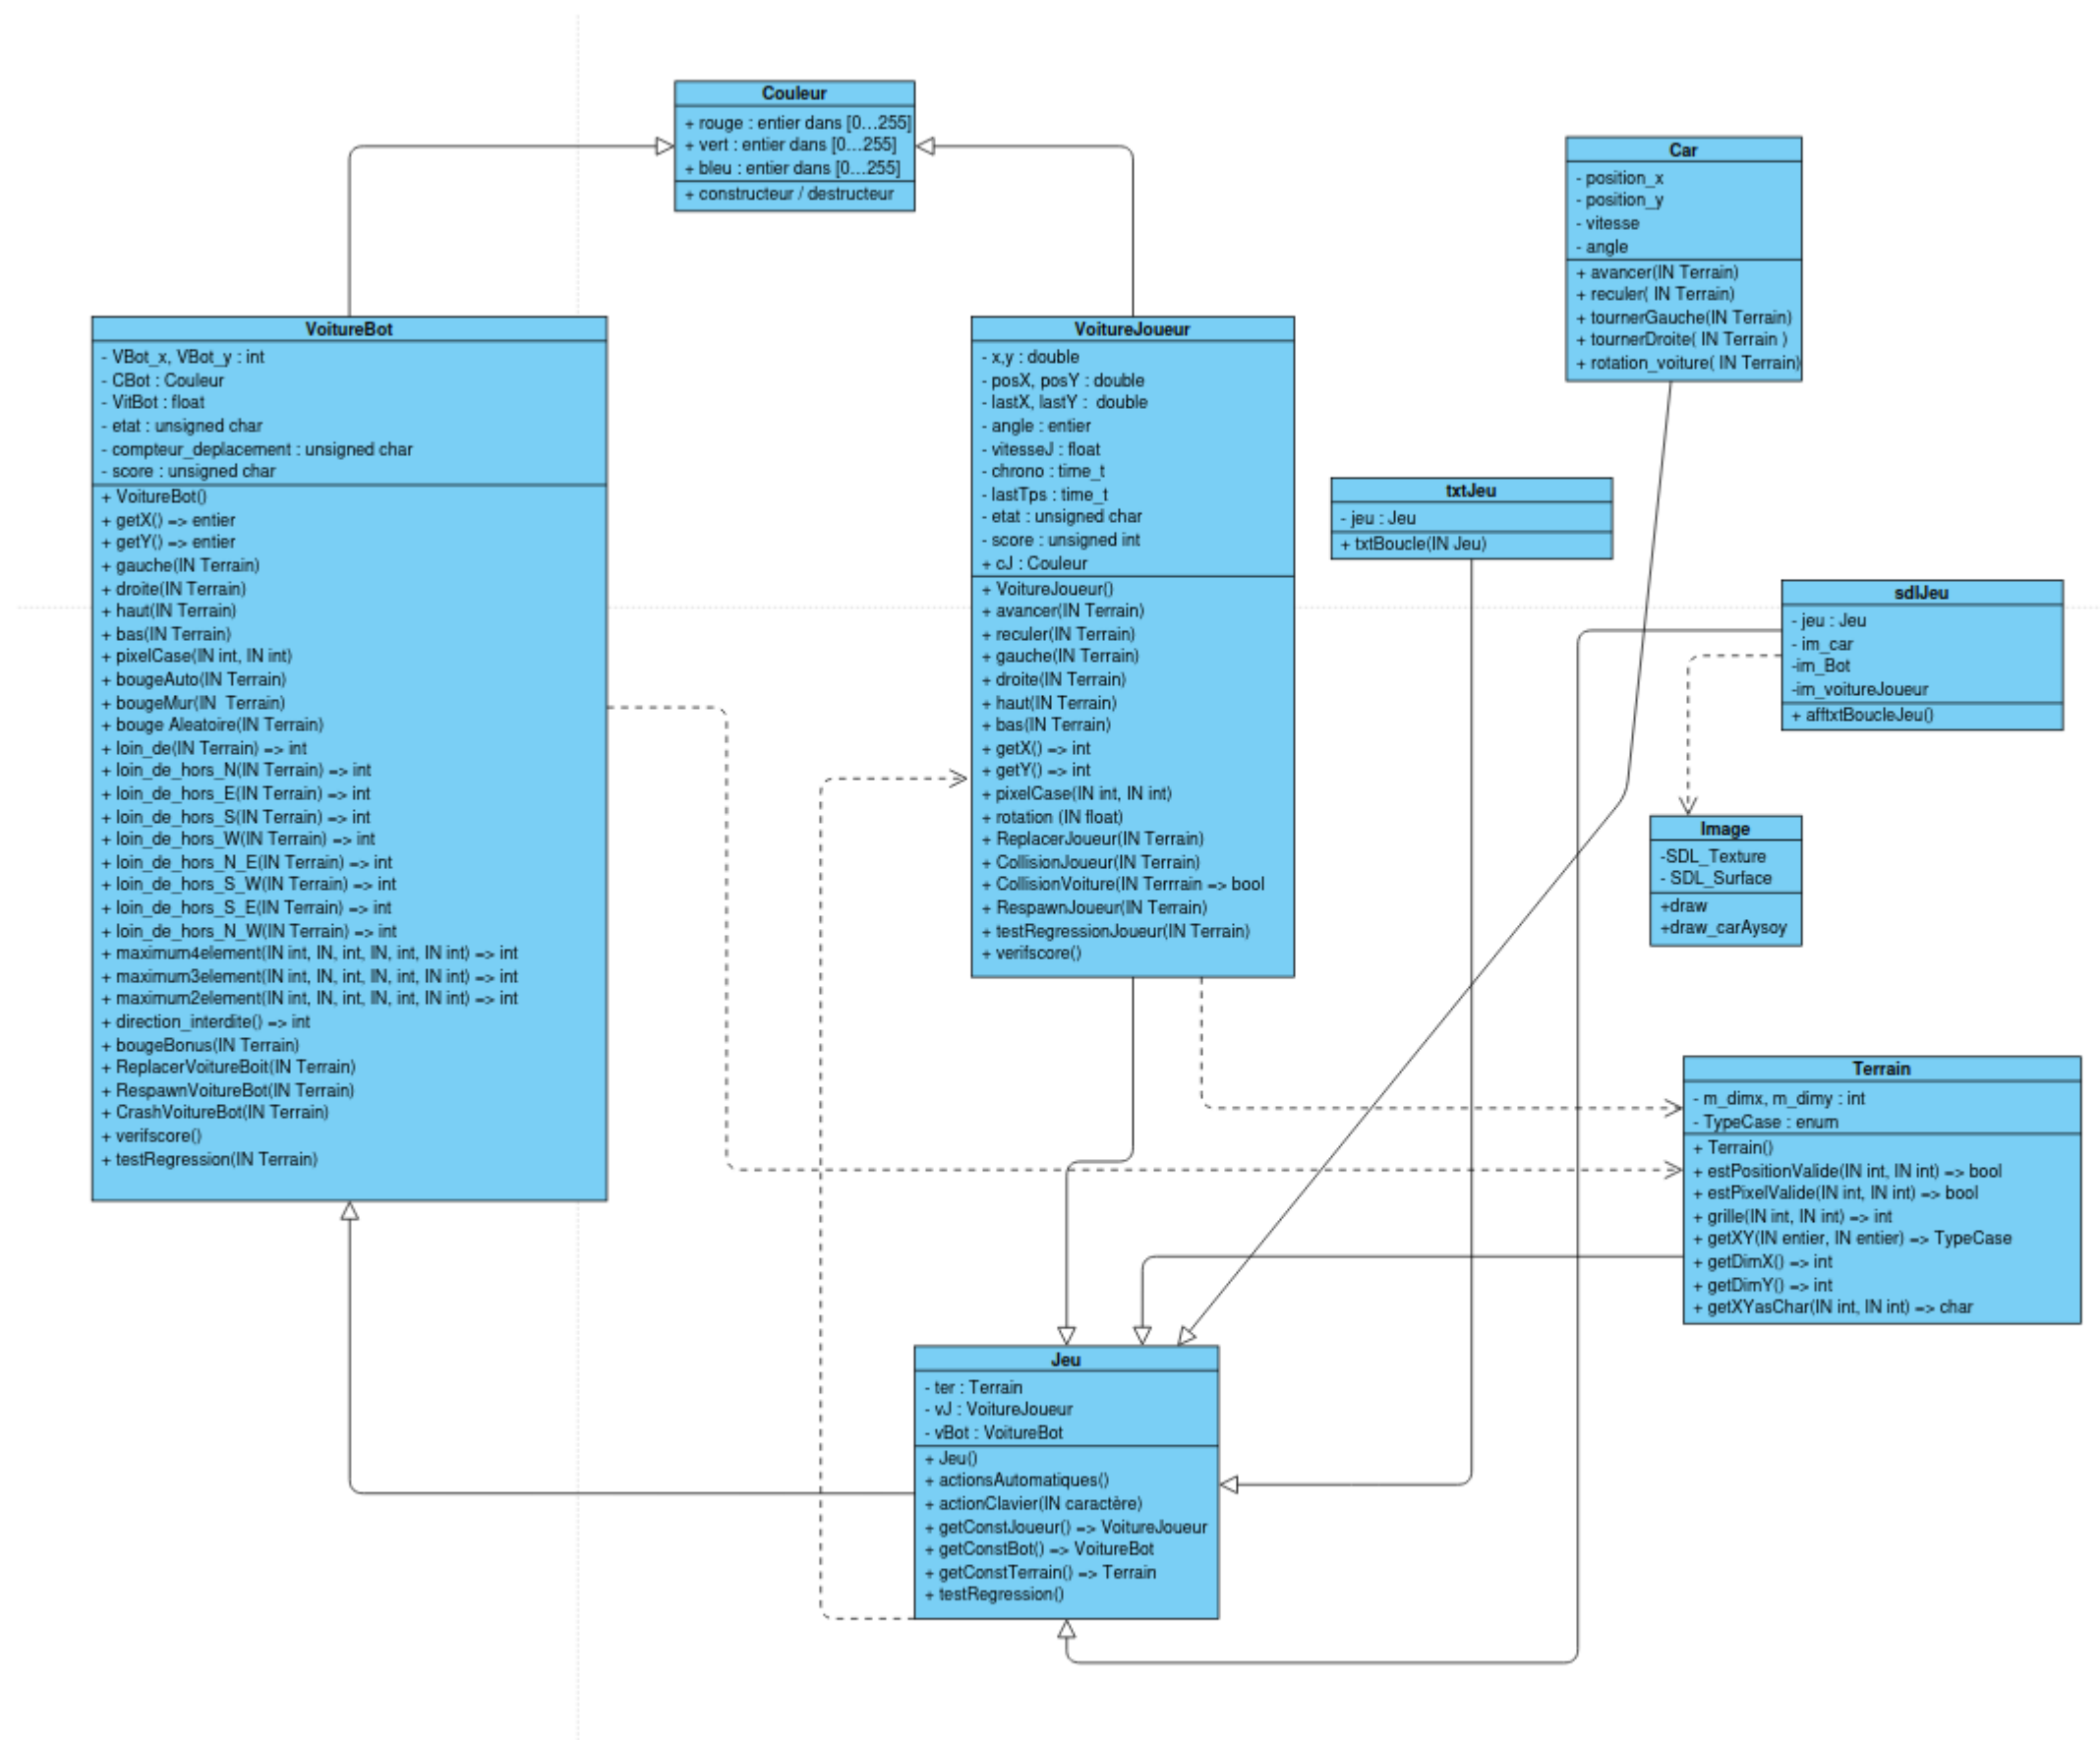 Couleur
+ rouge : entier dans [0...255]
+ vert : entier dans [0...255]
+ bleu : entier dans [0...255]
+ constructeur / destructeur
Car
- position_x
- position_y
- vitesse
- angle
+ avancer(IN Terrain)
+ reculer( IN Terrain)
+ tournerGauche(IN Terrain)
+ tournerDroite( IN Terrain )
+ rotation_voiture( IN Terrain)
VoitureBot
- VBot_x, VBot_y : int
- CBot : Couleur
- VitBot : float
- etat : unsigned char
- compteur_deplacement : unsigned char
- score : unsigned char
+ VoitureBot()
+ getX() => entier
+ getY() => entier
+ gauche(IN Terrain)
+ droite(IN Terrain)
+ haut(IN Terrain)
+ bas(IN Terrain)
+ pixelCase(IN int, IN int)
+ bougeAuto(IN Terrain)
+ bougeMur(IN  Terrain)
+ bouge Aleatoire(IN Terrain)
+ loin_de(IN Terrain) => int
+ loin_de_hors_N(IN Terrain) => int
+ loin_de_hors_E(IN Terrain) => int
+ loin_de_hors_S(IN Terrain) => int
+ loin_de_hors_W(IN Terrain) => int
+ loin_de_hors_N_E(IN Terrain) => int
+ loin_de_hors_S_W(IN Terrain) => int
+ loin_de_hors_S_E(IN Terrain) => int
+ loin_de_hors_N_W(IN Terrain) => int
+ maximum4element(IN int, IN, int, IN, int, IN int) => int
+ maximum3element(IN int, IN, int, IN, int, IN int) => int
+ maximum2element(IN int, IN, int, IN, int, IN int) => int
+ direction_interdite() => int
+ bougeBonus(IN Terrain)
+ ReplacerVoitureBoit(IN Terrain)
+ RespawnVoitureBot(IN Terrain)
+ CrashVoitureBot(IN Terrain)
+ verifscore()
+ testRegression(IN Terrain)
VoitureJoueur
- x,y : double
- posX, posY : double
- lastX, lastY :  double
- angle : entier
- vitesseJ : float
- chrono : time_t
- lastTps : time_t
- etat : unsigned char
- score : unsigned int
+ cJ : Couleur
+ VoitureJoueur()
+ avancer(IN Terrain)
+ reculer(IN Terrain)
+ gauche(IN Terrain)
+ droite(IN Terrain)
+ haut(IN Terrain)
+ bas(IN Terrain)
+ getX() => int
+ getY() => int
+ pixelCase(IN int, IN int)
+ rotation (IN float)
+ ReplacerJoueur(IN Terrain)
+ CollisionJoueur(IN Terrain)
+ CollisionVoiture(IN Terrrain => bool
+ RespawnJoueur(IN Terrain)
+ testRegressionJoueur(IN Terrain)
+ verifscore()
txtJeu
- jeu : Jeu
+ txtBoucle(IN Jeu)
sdlJeu
- jeu : Jeu
- im_car
-im_Bot
-im_voitureJoueur
+ afftxtBoucleJeu()
Image
-SDL_Texture
- SDL_Surface
+draw
+draw_carAysoy
Terrain
- m_dimx, m_dimy : int
- TypeCase : enum
+ Terrain()
+ estPositionValide(IN int, IN int) => bool
+ estPixelValide(IN int, IN int) => bool
+ grille(IN int, IN int) => int
+ getXY(IN entier, IN entier) => TypeCase
+ getDimX() => int
+ getDimY() => int
+ getXYasChar(IN int, IN int) => char
Jeu
- ter : Terrain
- vJ : VoitureJoueur
- vBot : VoitureBot
+ Jeu()
+ actionsAutomatiques()
+ actionClavier(IN caractère)
+ getConstJoueur() => VoitureJoueur
+ getConstBot() => VoitureBot
+ getConstTerrain() => Terrain
+ testRegression()